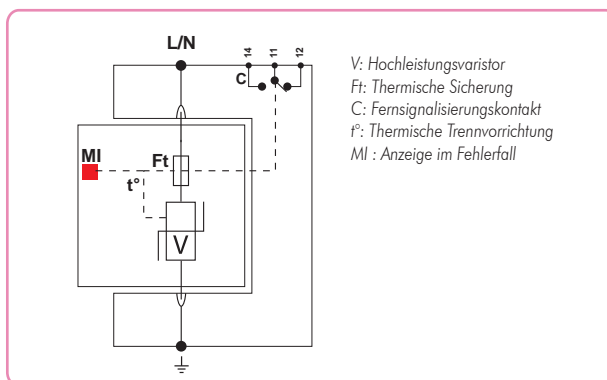 L/N
14
11
12
C
MI
Ft
t°
V
V: Hochleistungsvaristor
Ft: Thermische Sicherung
C: Fernsignalisierungskontakt
t°: Thermische Trennvorrichtung
MI : Anzeige im Fehlerfall